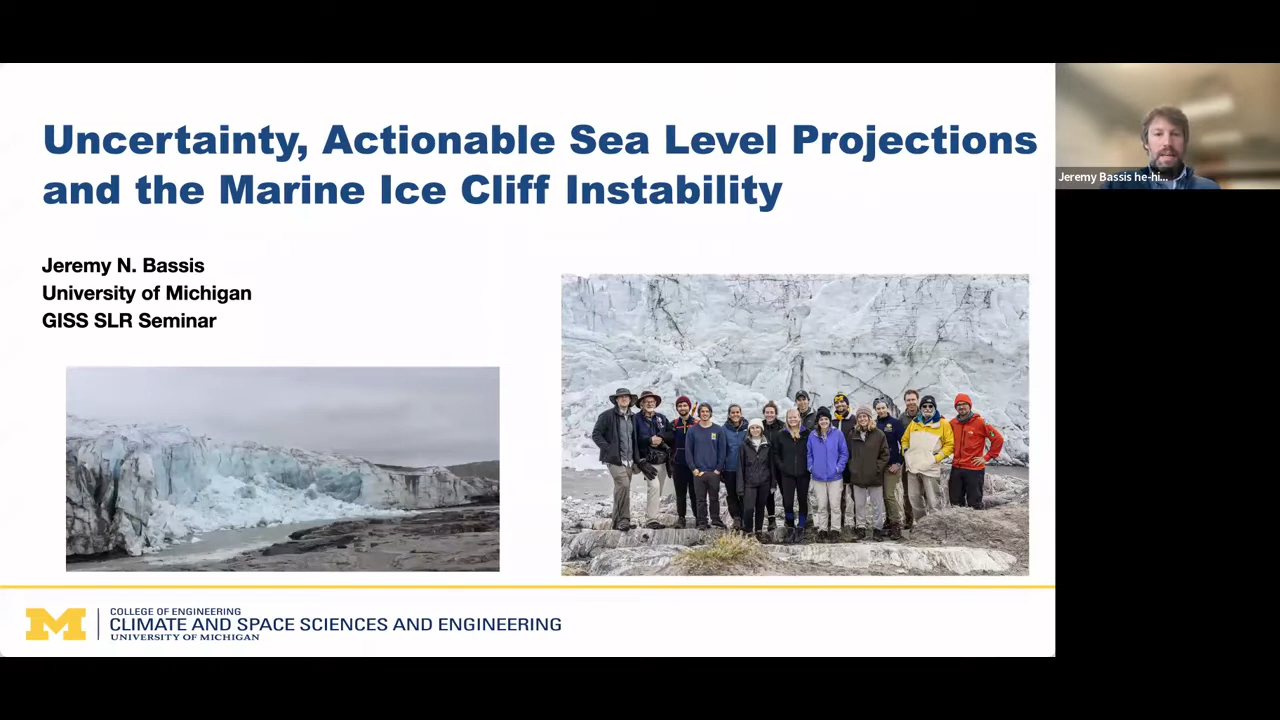 Uncertainty, Actionable Sea Level Projections
and the Marine Ice Cliff Instability
Jeremy N. Bassis
University of Michigan
GISS SLR Seminar
Jeremy Bassis he-hi...
M
COLLEGE OF ENGINEERING
CLIMATE AND SPACE SCIENCES AND ENGINEERING
UNIVERSITY OF MICHIGAN